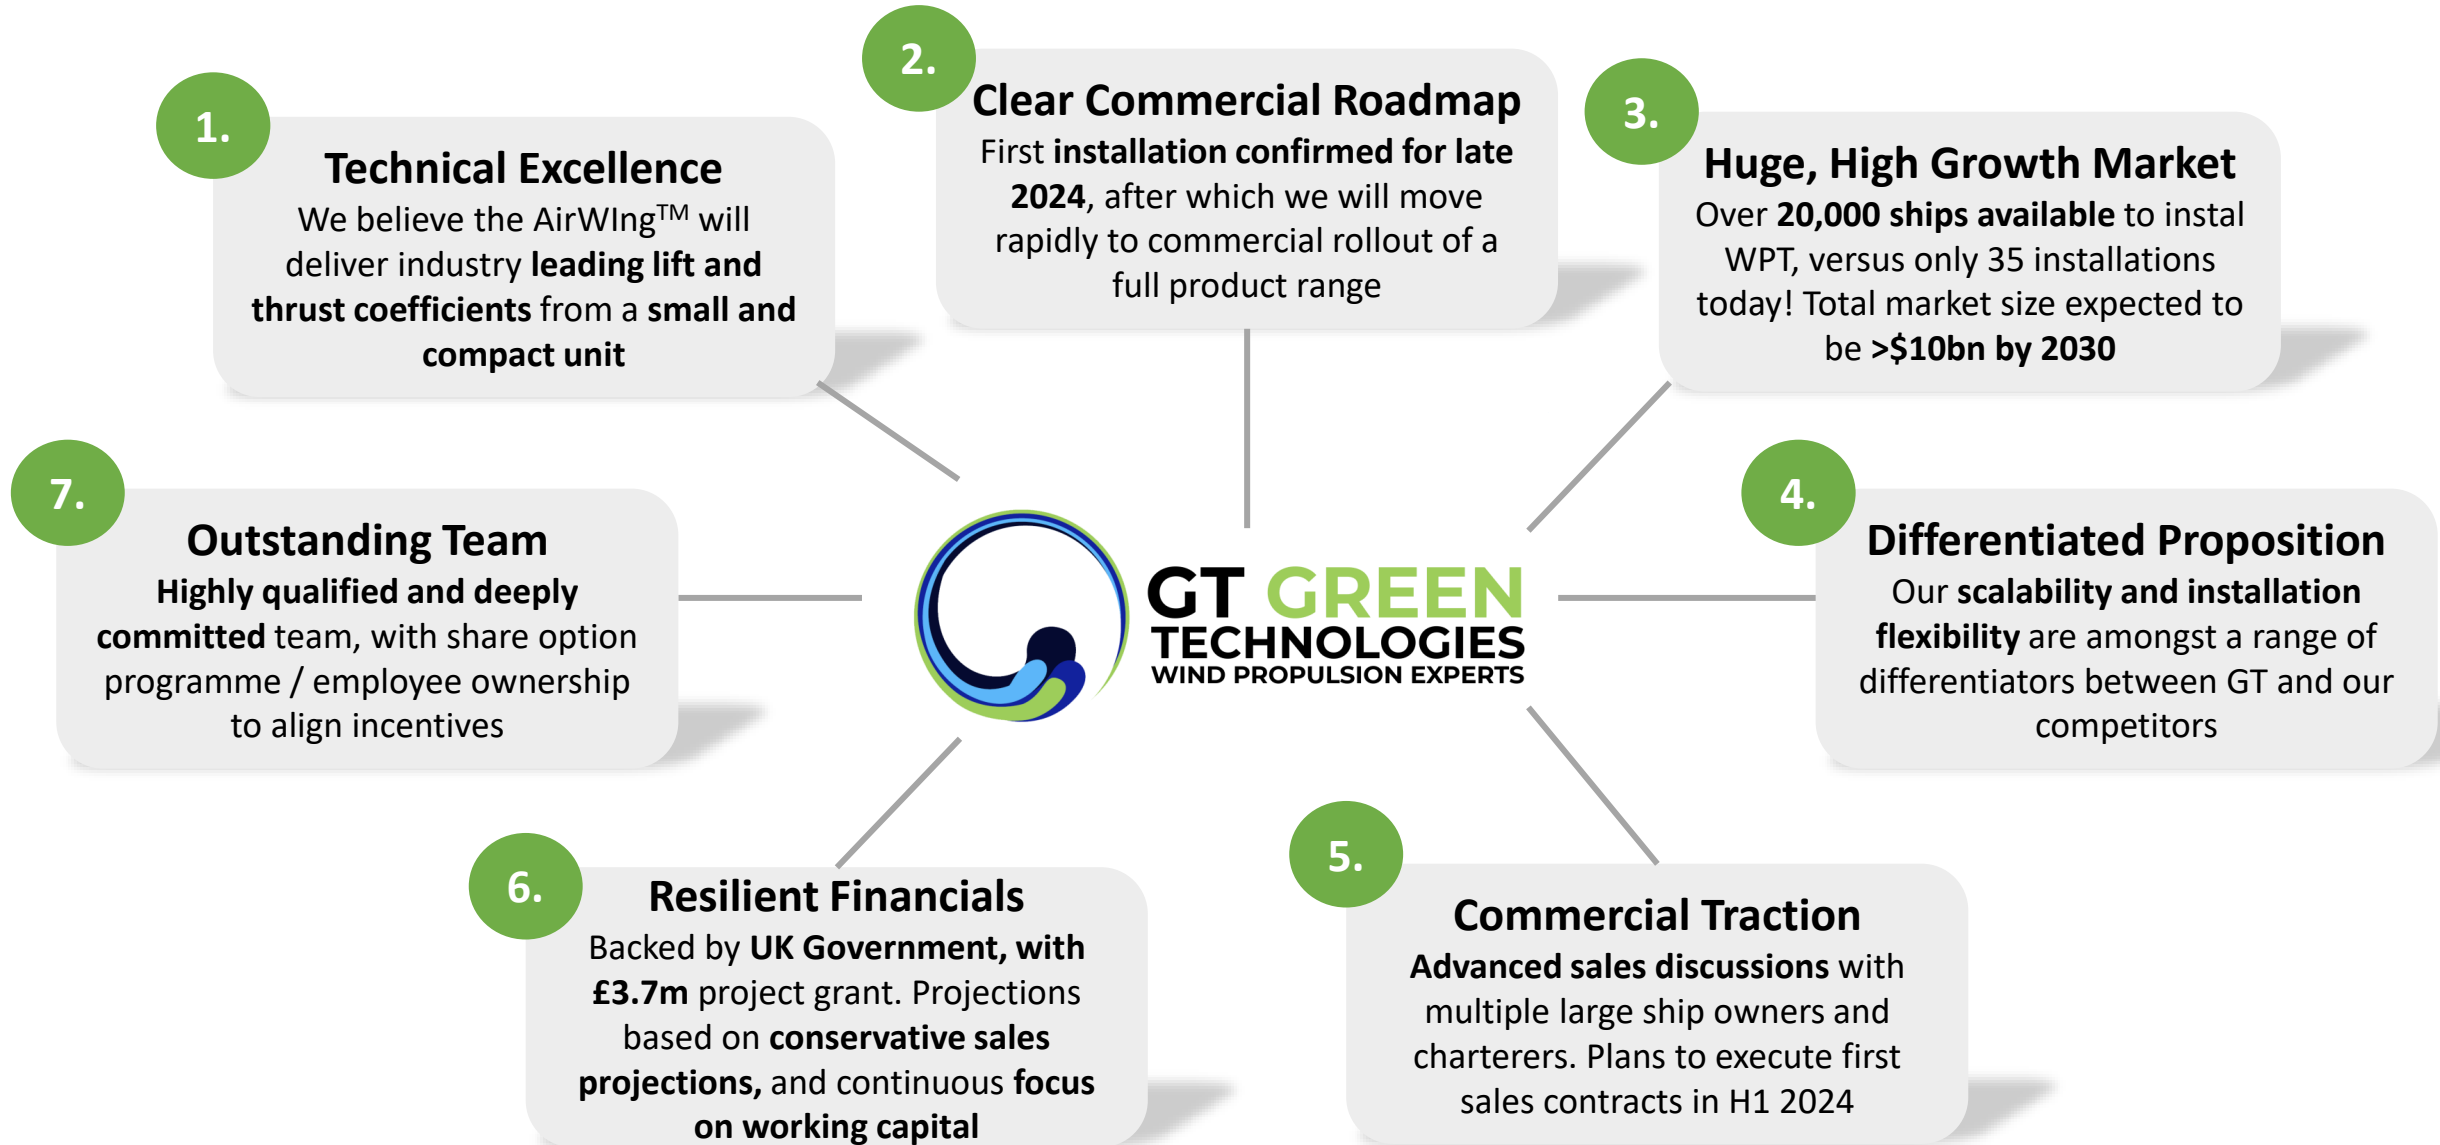 1.
Technical Excellence
We believe the AirWIng™ will
deliver industry leading lift and
thrust coefficients from a small and
compact unit
2.
Clear Commercial Roadmap
First installation confirmed for late
2024, after which we will move
rapidly to commercial rollout of a
full product range
3.
Huge, High Growth Market
Over 20,000 ships available to instal
WPT, versus only 35 installations
today! Total market size expected to
be >$10bn by 2030
4.
Differentiated Proposition
Our scalability and installation
flexibility are amongst a range of
differentiators between GT and our
competitors
5.
Commercial Traction
Advanced sales discussions with
multiple large ship owners and
charterers. Plans to execute first
sales contracts in H1 2024
6.
Resilient Financials
Backed by UK Government, with
£3.7m project grant. Projections
based on conservative sales
projections, and continuous focus
on working capital
7.
Outstanding Team
Highly qualified and deeply
committed team, with share option
programme / employee ownership
to align incentives
GT GREEN
TECHNOLOGIES
WIND PROPULSION EXPERTS